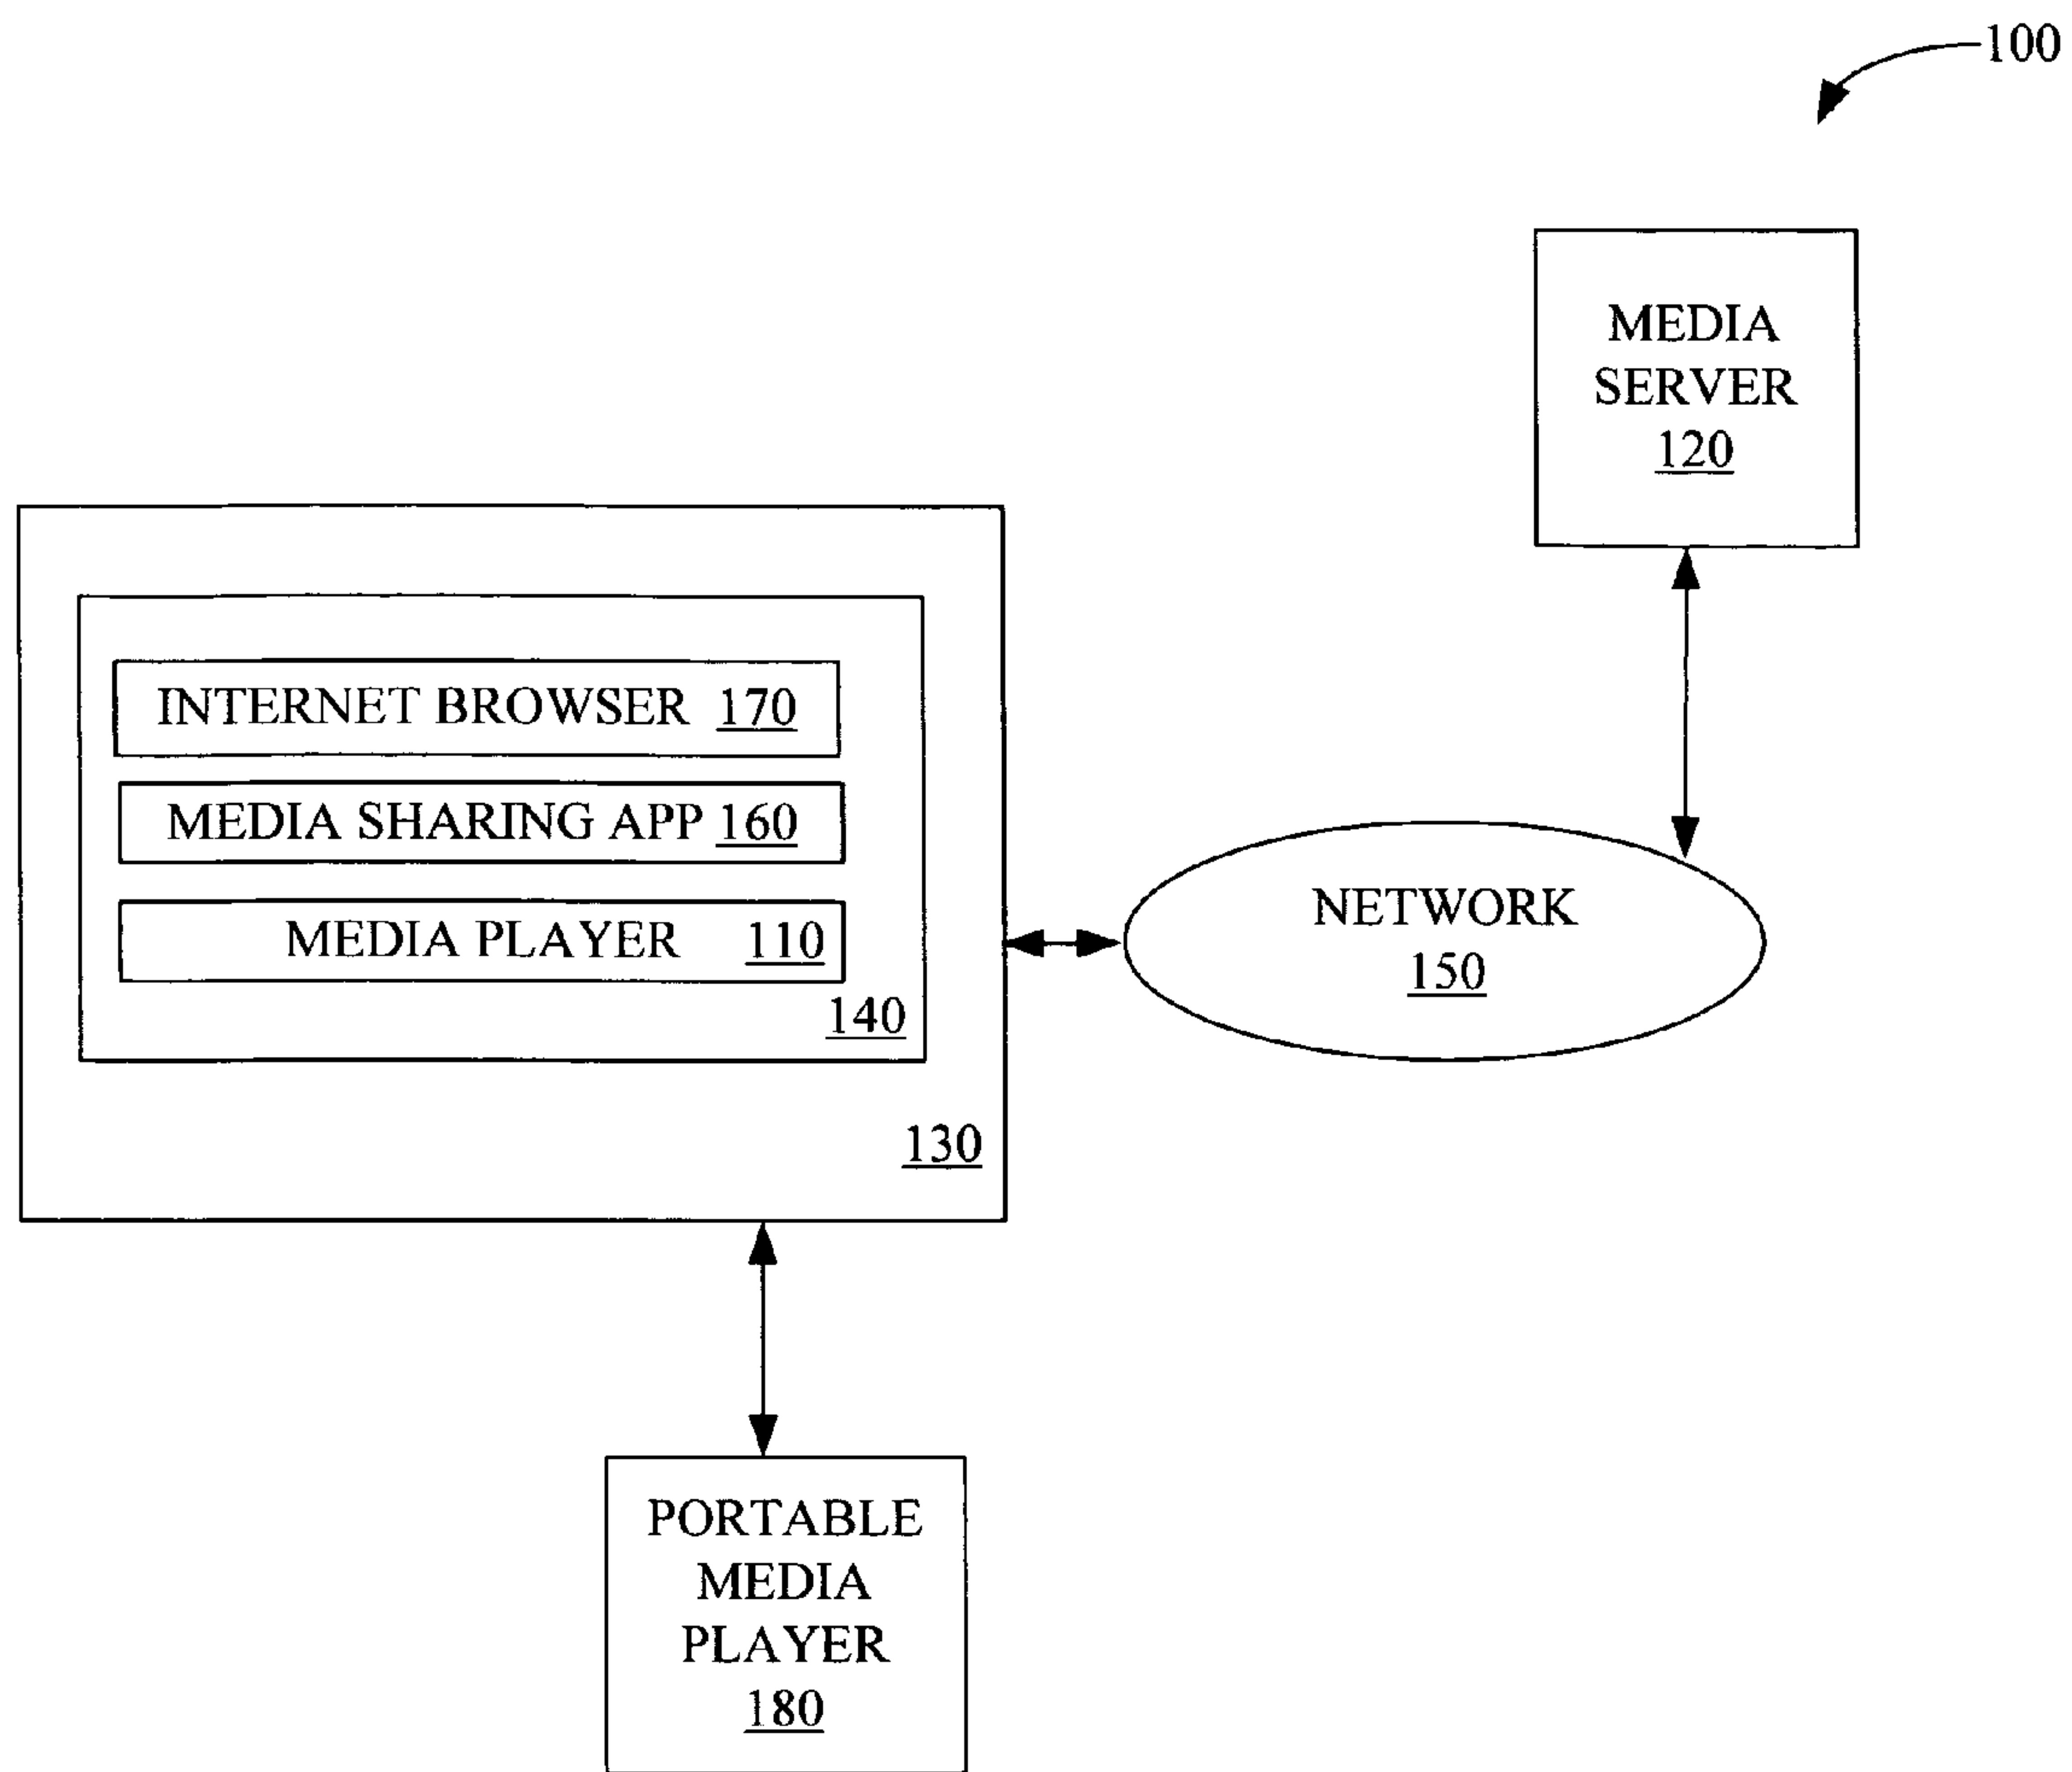 100
MEDIA
SERVER
120
INTERNET BROWSER 170
MEDIA SHARING APP 160
MEDIA PLAYER 110
140
130
NETWORK
150
PORTABLE
MEDIA
PLAYER
180